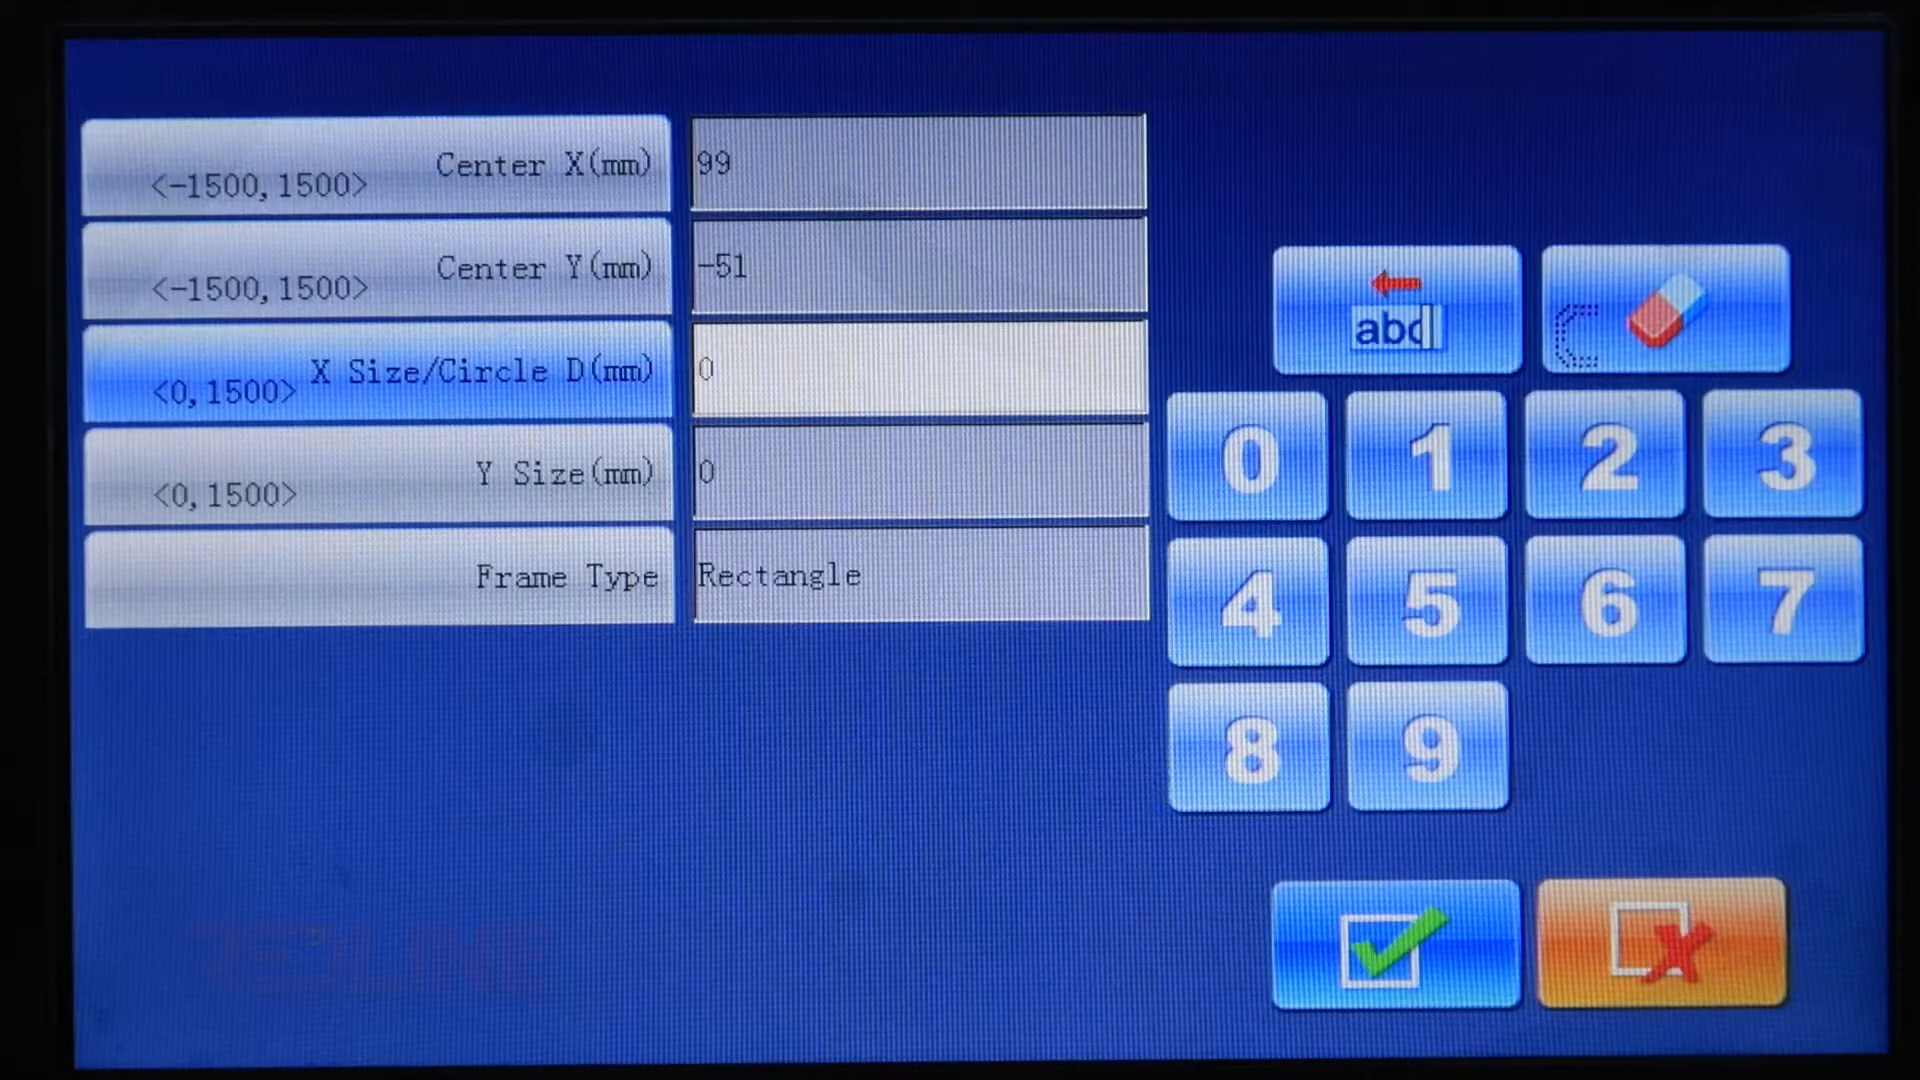 Center X(mm) 99
<-1500,1500>
Center Y(mm) -51
<-1500,1500>
X Size/Circle D(mm) 0
<0,1500>
Y Size(mm) 0
<0,1500>
Frame Type Rectangle
abc
C
0 1 2 3
4 5 6 7
8 9
REDLINE